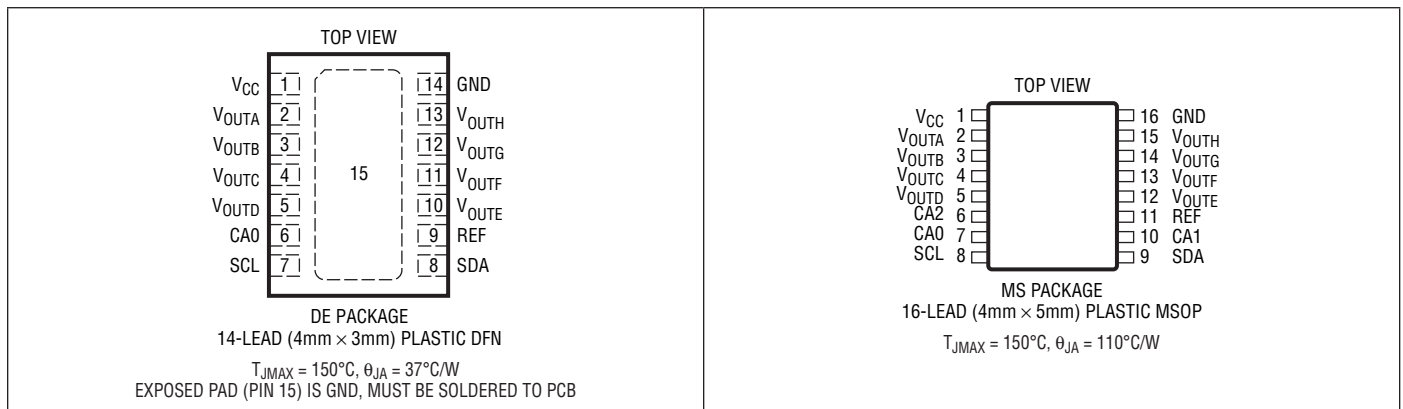 TOP VIEW
VCC 1 14 GND
VOUTA 2 13 VOUTH
VOUTB 3 12 VOUTG
VOUTC 4 15 11 VOUTF
VOUTD 5 10 VOUTE
CA0 6 9 REF
SCL 7 8 SDA
DE PACKAGE
14-LEAD (4mm × 3mm) PLASTIC DFN
TJMAX = 150°C, θJA = 37°C/W
EXPOSED PAD (PIN 15) IS GND, MUST BE SOLDERED TO PCB
TOP VIEW
VCC 1 16 GND
VOUTA 2 15 VOUTH
VOUTB 3 14 VOUTG
VOUTC 4 13 VOUTF
VOUTD 5 12 VOUTE
CA2 6 11 REF
CA0 7 10 CA1
SCL 8 9 SDA
MS PACKAGE
16-LEAD (4mm × 5mm) PLASTIC MSOP
TJMAX = 150°C, θJA = 110°C/W